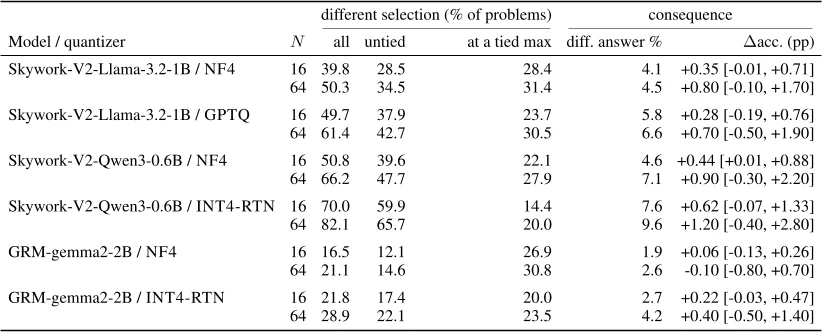 different selection (% of problems) consequence
Model / quantizer N all untied at a tied max diff. answer % Δacc. (pp)
Skywork-V2-Llama-3.2-1B / NF4 16 39.8 28.5 28.4 4.1 +0.35 [-0.01, +0.71]
64 50.3 34.5 31.4 4.5 +0.80 [-0.10, +1.70]
Skywork-V2-Llama-3.2-1B / GPTQ 16 49.7 37.9 23.7 5.8 +0.28 [-0.19, +0.76]
64 61.4 42.7 30.5 6.6 +0.70 [-0.50, +1.90]
Skywork-V2-Qwen3-0.6B / NF4 16 50.8 39.6 22.1 4.6 +0.44 [+0.01, +0.88]
64 66.2 47.7 27.9 7.1 +0.90 [-0.30, +2.20]
Skywork-V2-Qwen3-0.6B / INT4-RTN 16 70.0 59.9 14.4 7.6 +0.62 [-0.07, +1.33]
64 82.1 65.7 20.0 9.6 +1.20 [-0.40, +2.80]
GRM-gemma2-2B / NF4 16 16.5 12.1 26.9 1.9 +0.06 [-0.13, +0.26]
64 21.1 14.6 30.8 2.6 -0.10 [-0.80, +0.70]
GRM-gemma2-2B / INT4-RTN 16 21.8 17.4 20.0 2.7 +0.22 [-0.03, +0.47]
64 28.9 22.1 23.5 4.2 +0.40 [-0.50, +1.40]